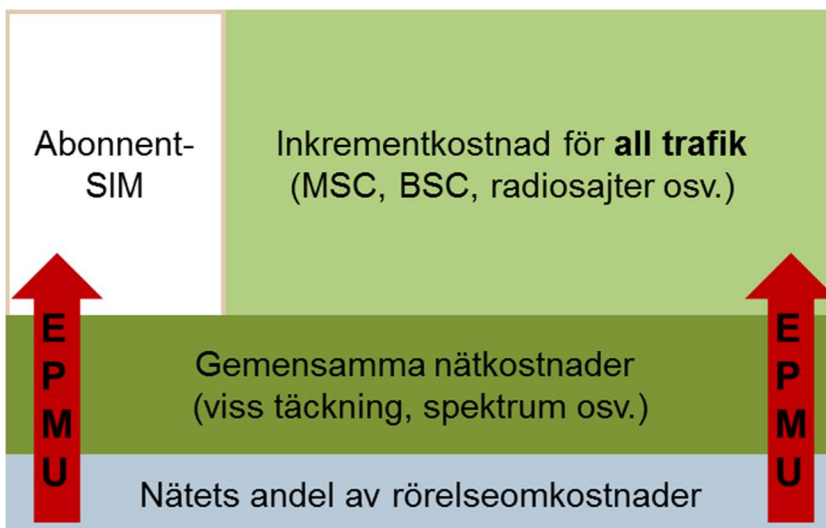 Abonnent-
SIM
Inkrementkostnad för all trafik
(MSC, BSC, radiosajter osv.)
E
P
M
U
E
P
M
U
Gemensamma nätkostnader
(viss täckning, spektrum osv.)
Nätets andel av rörelseomkostnader